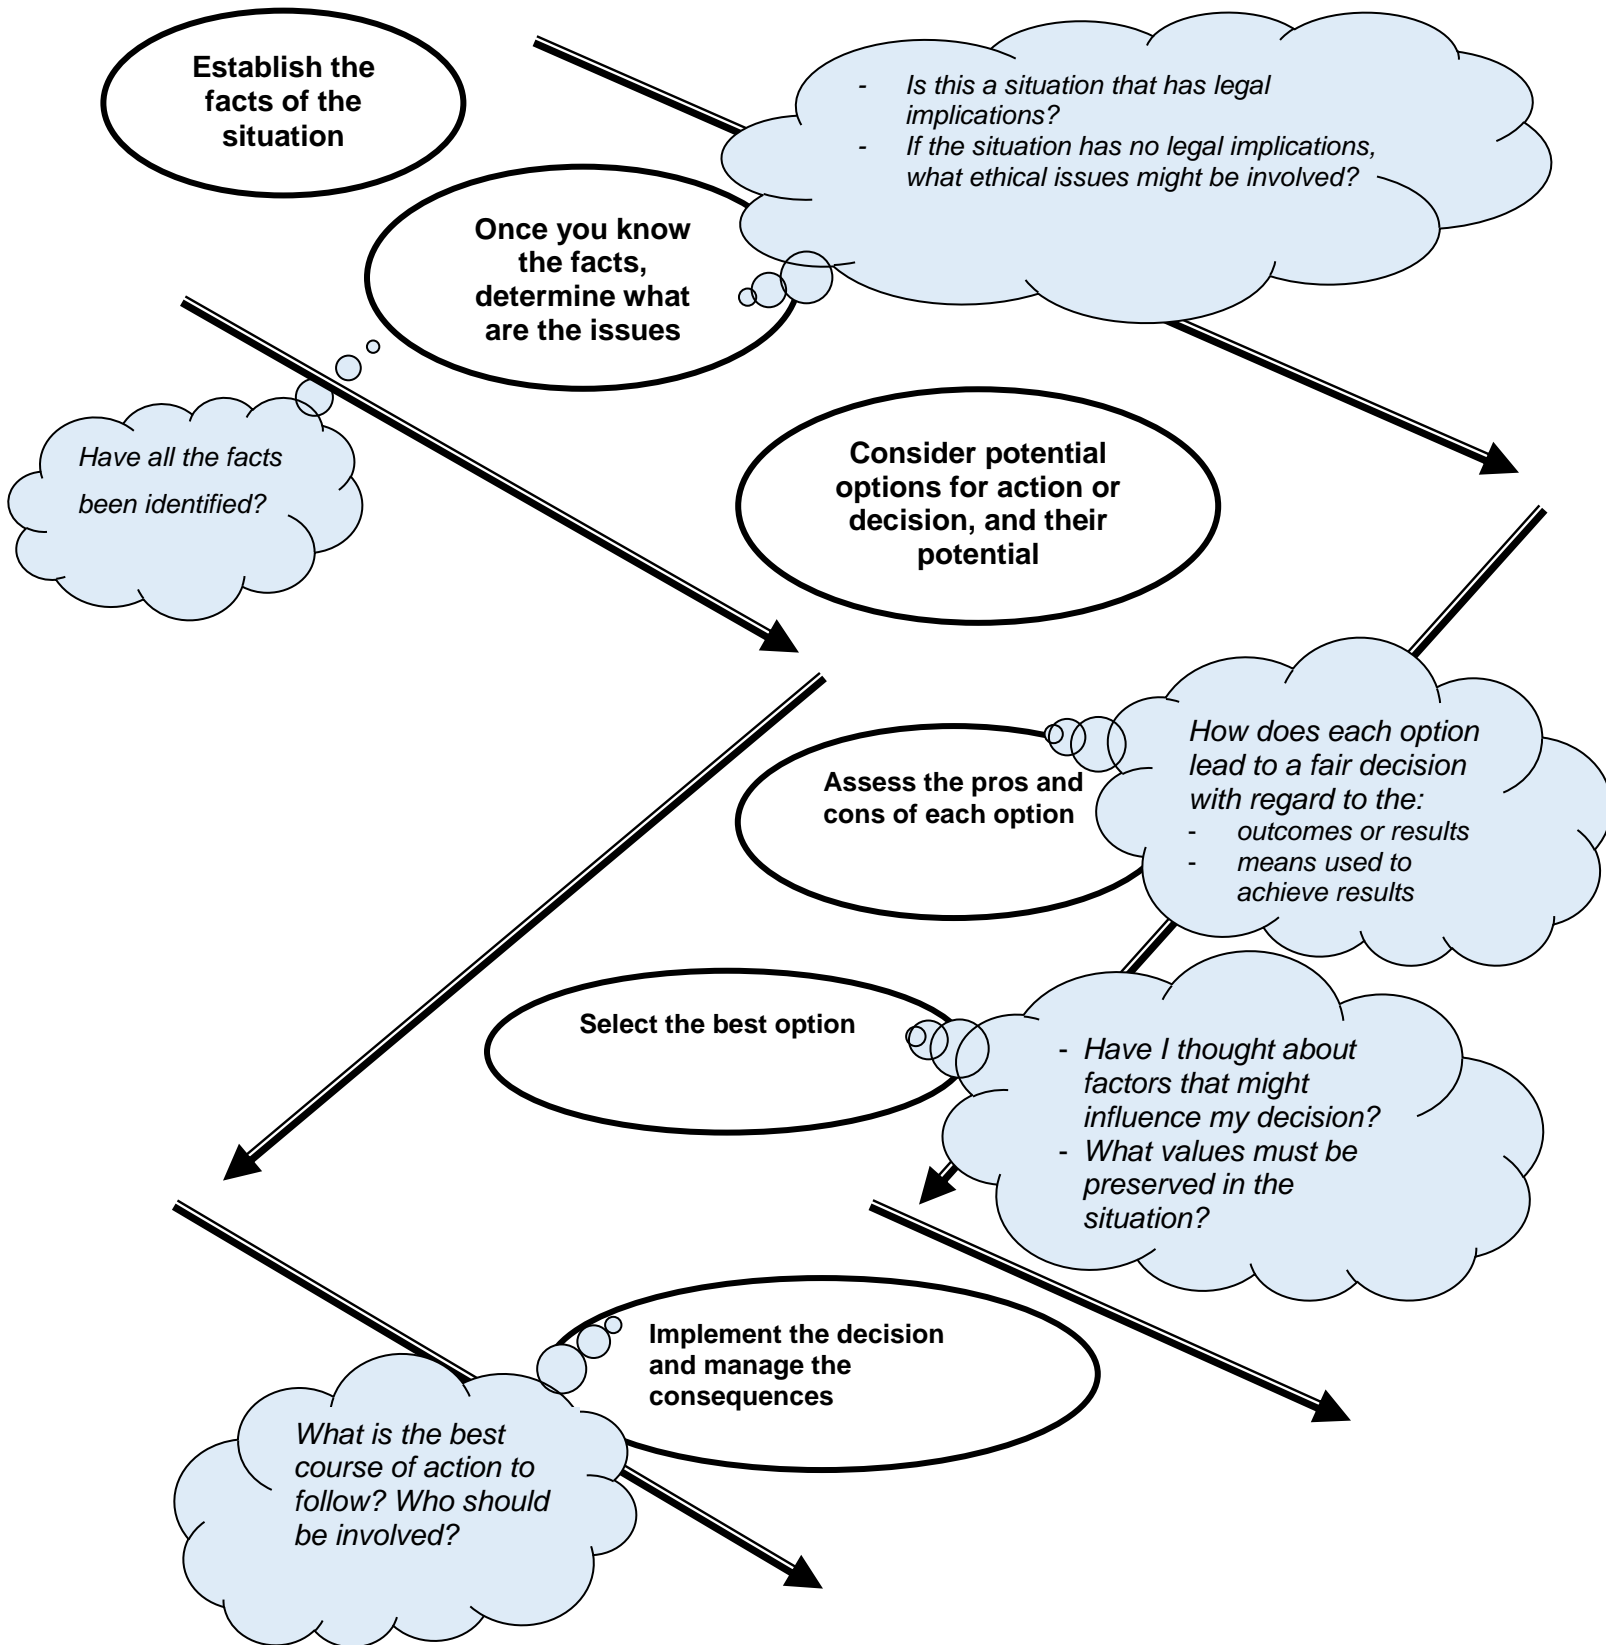 Establish the
facts of the
situation
- Is this a situation that has legal
implications?
- If the situation has no legal implications,
what ethical issues might be involved?
Once you know
the facts,
determine what
are the issues
Have all the facts
been identified?
Consider potential
options for action or
decision, and their
potential
How does each option
lead to a fair decision
with regard to the:
- outcomes or results
- means used to
achieve results
Assess the pros and
cons of each option
Select the best option
- Have I thought about
factors that might
influence my decision?
- What values must be
preserved in the
situation?
Implement the decision
and manage the
consequences
What is the best
course of action to
follow? Who should
be involved?